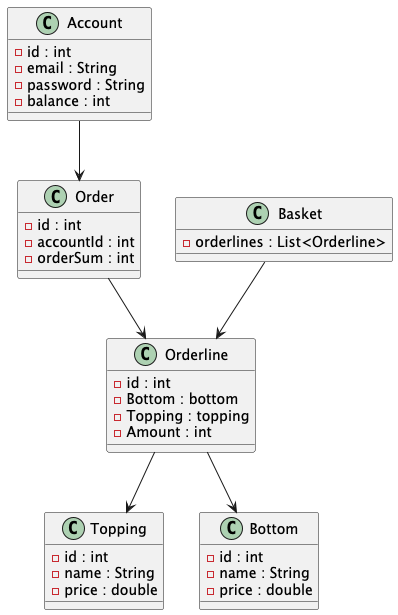 C Account
id : int
email : String
password : String
balance : int
C Order
id : int
accountId : int
orderSum : int
C Basket
orderlines : List<Orderline>
C Orderline
id : int
Bottom : bottom
Topping : topping
Amount : int
C Topping
id : int
name : String
price : double
C Bottom
id : int
name : String
price : double